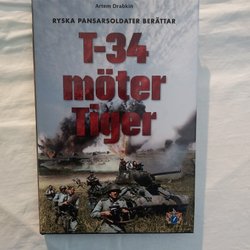 Artem Drabkin
RYSKA PANSARSOLDATER BERÄTTAR
T-34
möter
Tiger